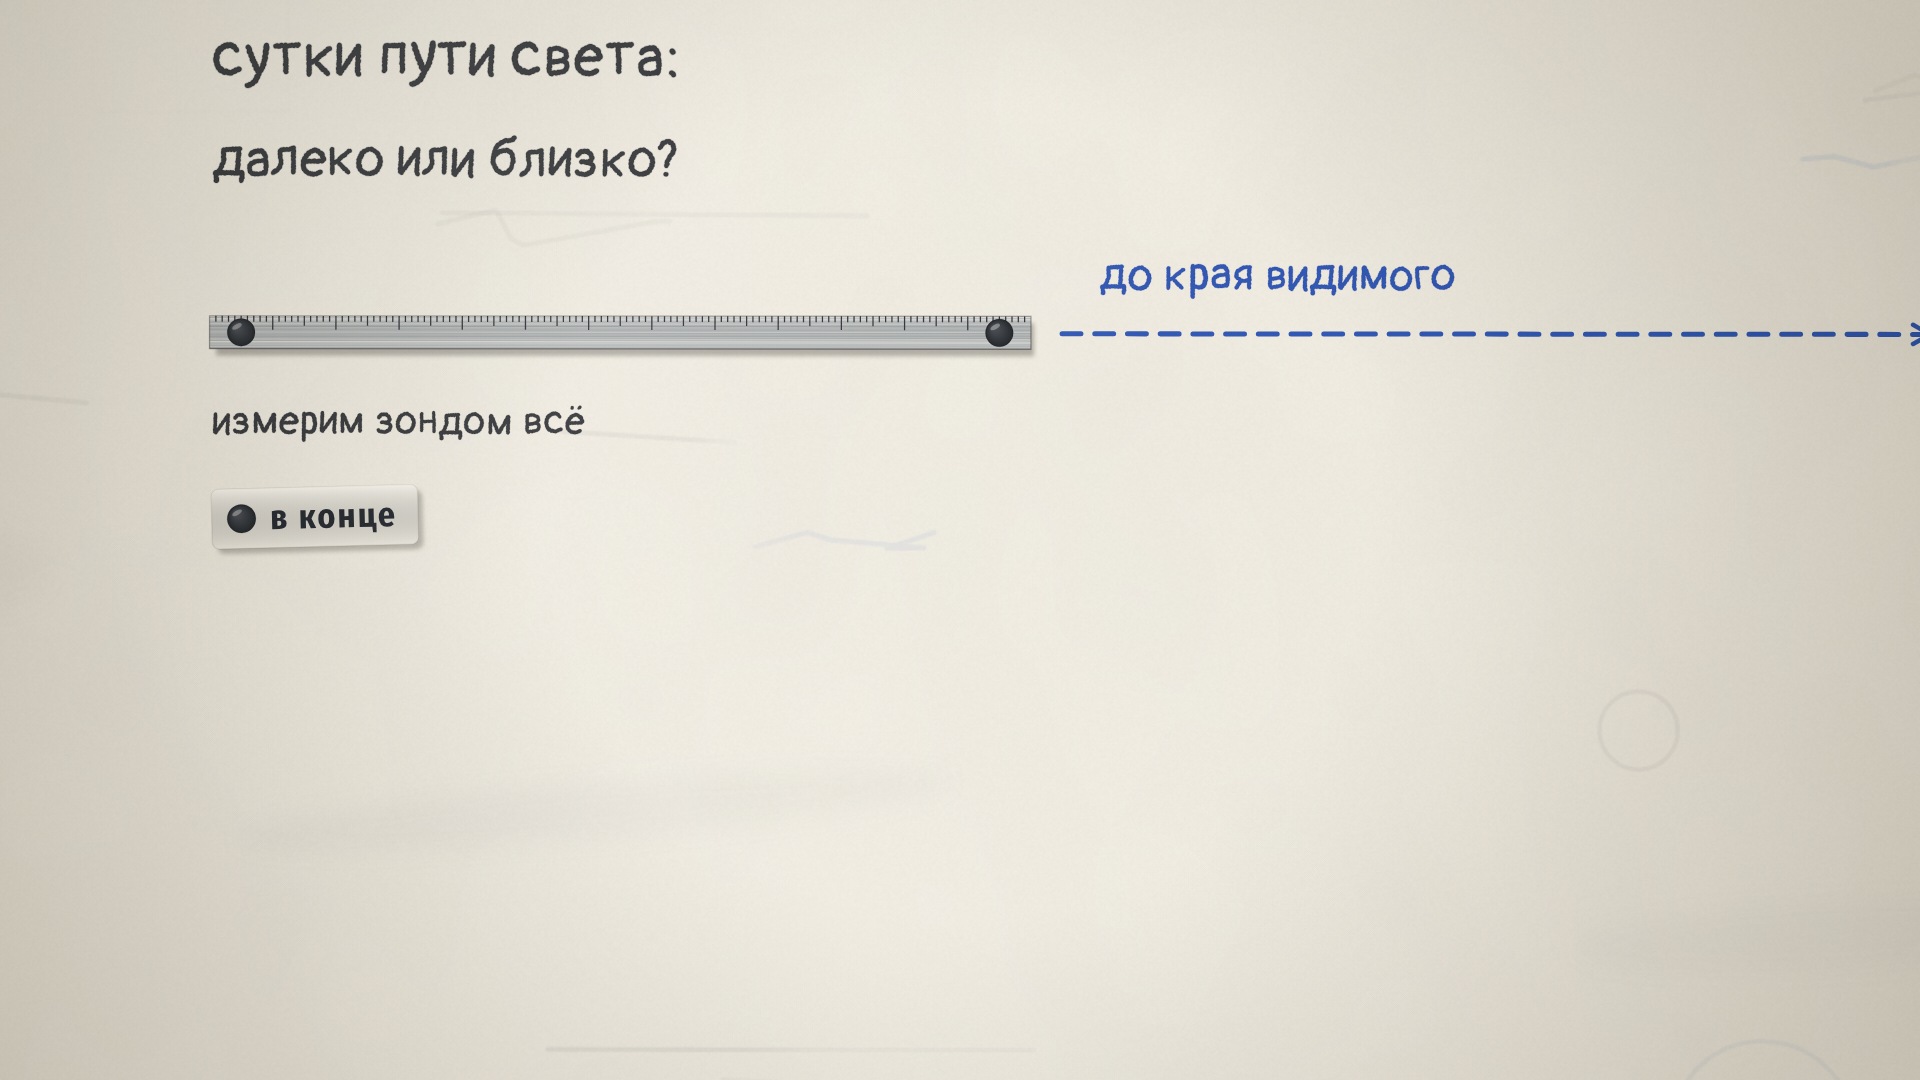 сутки пути света:
далеко или близко?
до края видимого
измерим зондом всё
в конце